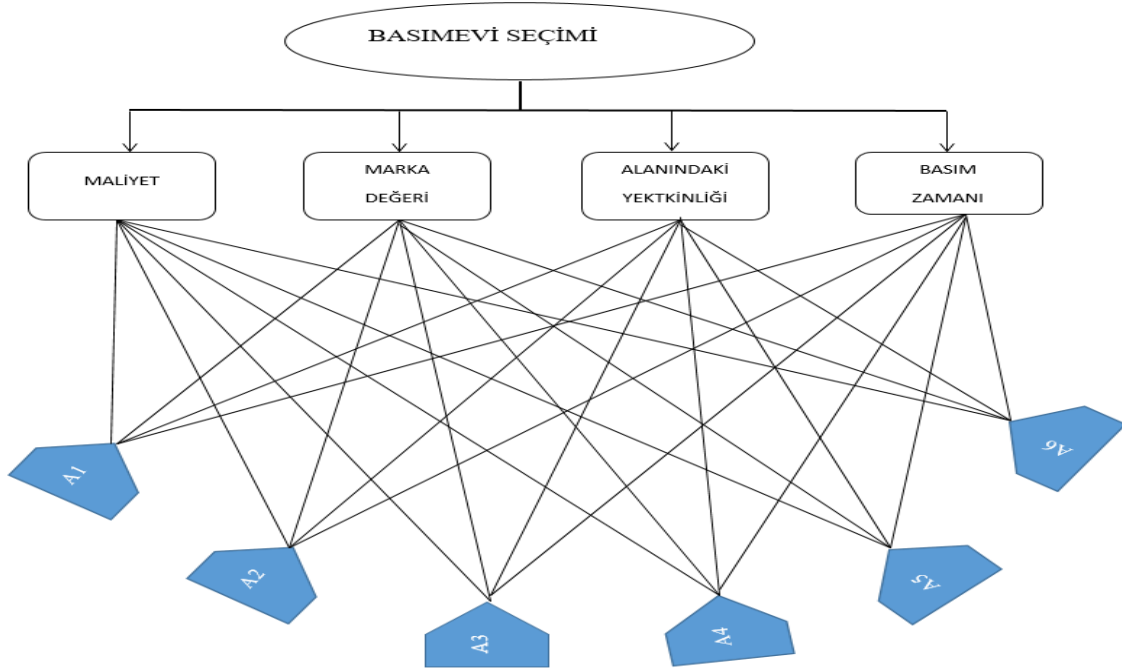 BASIMEVİ SEÇİMİ
MALİYET
MARKA
DEĞERİ
ALANINDAKİ
YEKTKİNLİĞİ
BASIM
ZAMANI
A1
A2
A3
A4
A5
A6